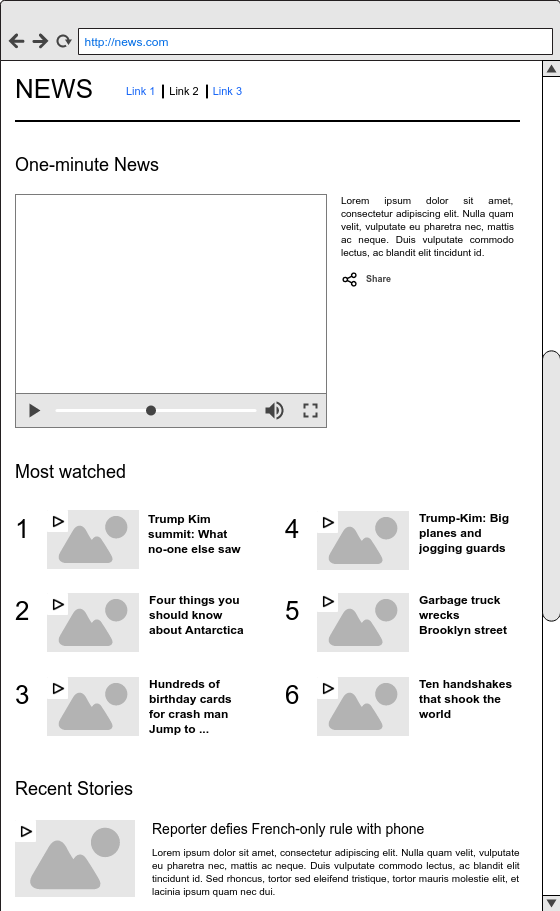 http://news.com
NEWS
Link 1 | Link 2 | Link 3
One-minute News
Lorem ipsum dolor sit amet,
consectetur adipiscing elit. Nulla quam
velit, vulputate eu pharetra nec, mattis
ac neque. Duis vulputate commodo
lectus, ac blandit elit tincidunt id.
Share
Most watched
1
Trump Kim
summit: What
no-one else saw
4
Trump-Kim: Big
planes and
jogging guards
2
Four things you
should know
about Antarctica
5
Garbage truck
wrecks
Brooklyn street
3
Hundreds of
birthday cards
for crash man
Jump to ...
6
Ten handshakes
that shook the
world
Recent Stories
Reporter defies French-only rule with phone
Lorem ipsum dolor sit amet, consectetur adipiscing elit. Nulla quam velit, vulputate
eu pharetra nec, mattis ac neque. Duis vulputate commodo lectus, ac blandit elit
tincidunt id. Sed rhoncus, tortor sed eleifend tristique, tortor mauris molestie elit, et
lacinia ipsum quam nec dui.